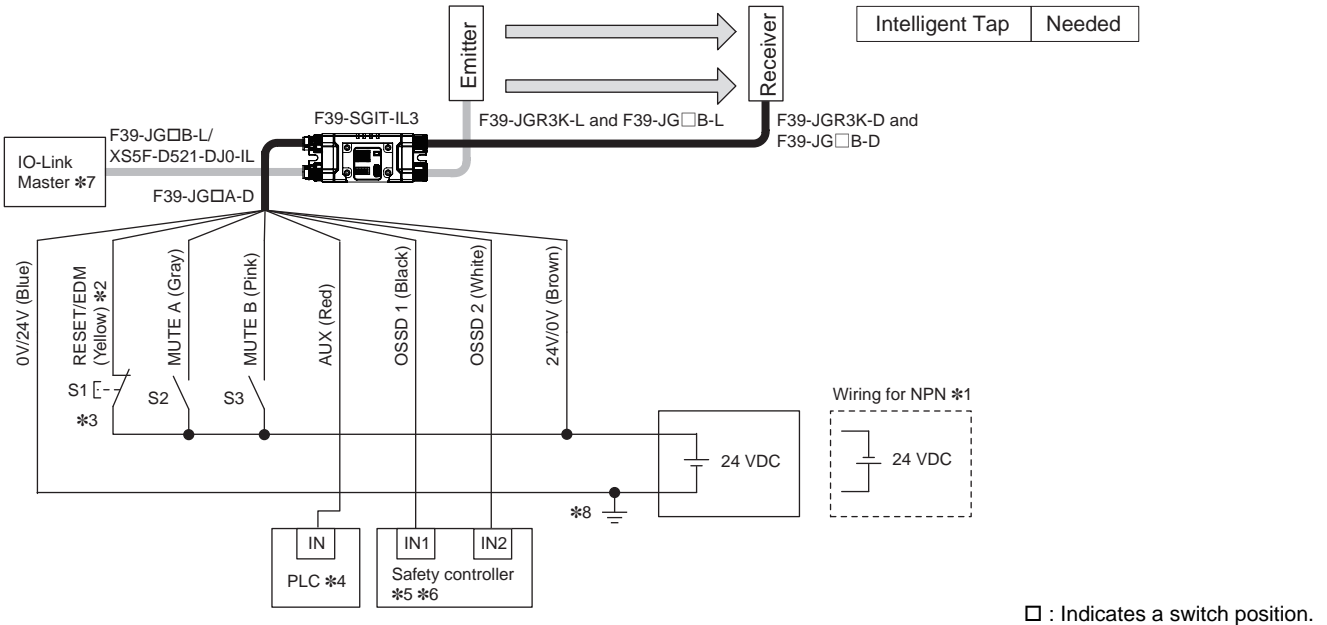 Emitter
Receiver
Intelligent Tap Needed
F39-SGIT-IL3
F39-JGR3K-L and F39-JG□B-L
F39-JGR3K-D and
F39-JG□B-D
F39-JG□B-L/
XS5F-D521-DJ0-IL
IO-Link
Master ✻7
F39-JG□A-D
0V/24V (Blue)
RESET/EDM
(Yellow) ✻2
MUTE A (Gray)
MUTE B (Pink)
AUX (Red)
OSSD 1 (Black)
OSSD 2 (White)
24V/0V (Brown)
S1
✻3
S2
S3
24 VDC
Wiring for NPN ✻1
24 VDC
✻8
IN
PLC ✻4
IN1 IN2
Safety controller
✻5 ✻6
□ : Indicates a switch position.